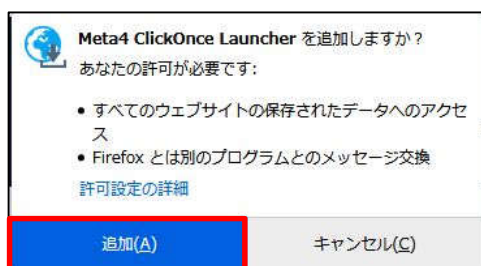 Meta4 ClickOnce Launcher を追加しますか？
あなたの許可が必要です:
• すべてのウェブサイトの保存されたデータへのアクセ
ス
• Firefox とは別のプログラムとのメッセージ交換
許可設定の詳細
追加(A) キャンセル(C)